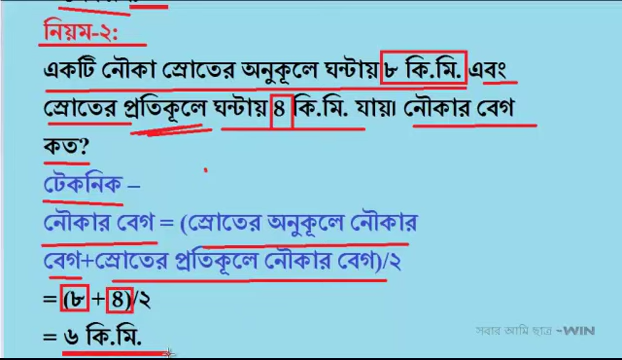 নিয়ম-২:
একটি নৌকা স্রোতের অনুকূলে ঘন্টায় ৮ কি.মি. এবং
স্রোতের প্রতিকূলে ঘন্টায় ৪ কি.মি. যায়। নৌকার বেগ
কত?
টেকনিক –
নৌকার বেগ = (স্রোতের অনুকূলে নৌকার
বেগ+স্রোতের প্রতিকূলে নৌকার বেগ)/২
= (৮ + ৪)/২
= ৬ কি.মি.
সবার আমি ছাত্র -WIN